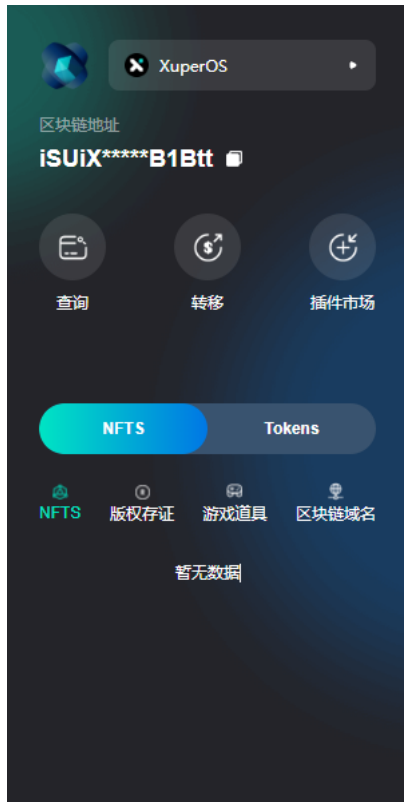 XuperOS
区块链地址
iSUiX*****B1Btt
查询 转移 插件市场
NFTS Tokens
NFTS 版权存证 游戏道具 区块链域名
暂无数据